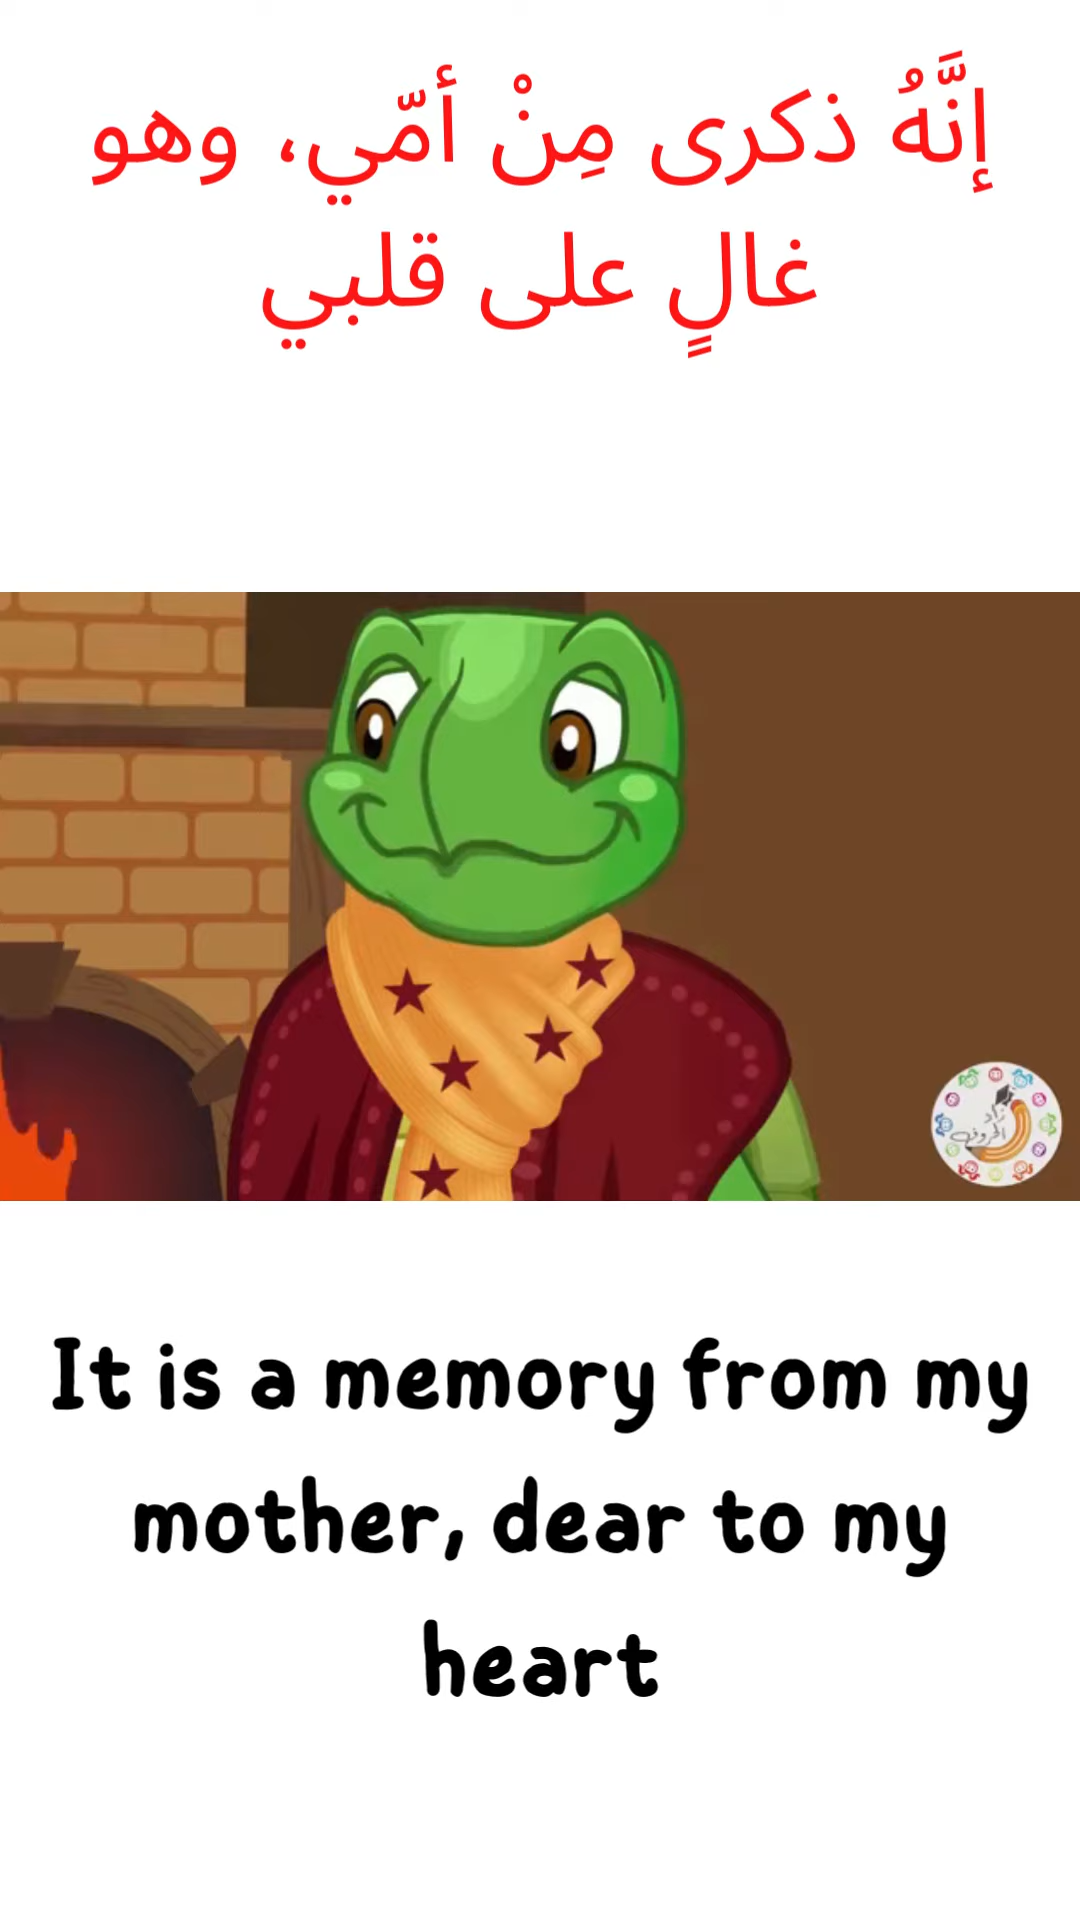 إنَّهُ ذكرى مِنْ أمّي، وهو
غالٍ على قلبي
It is a memory from my
mother, dear to my
heart